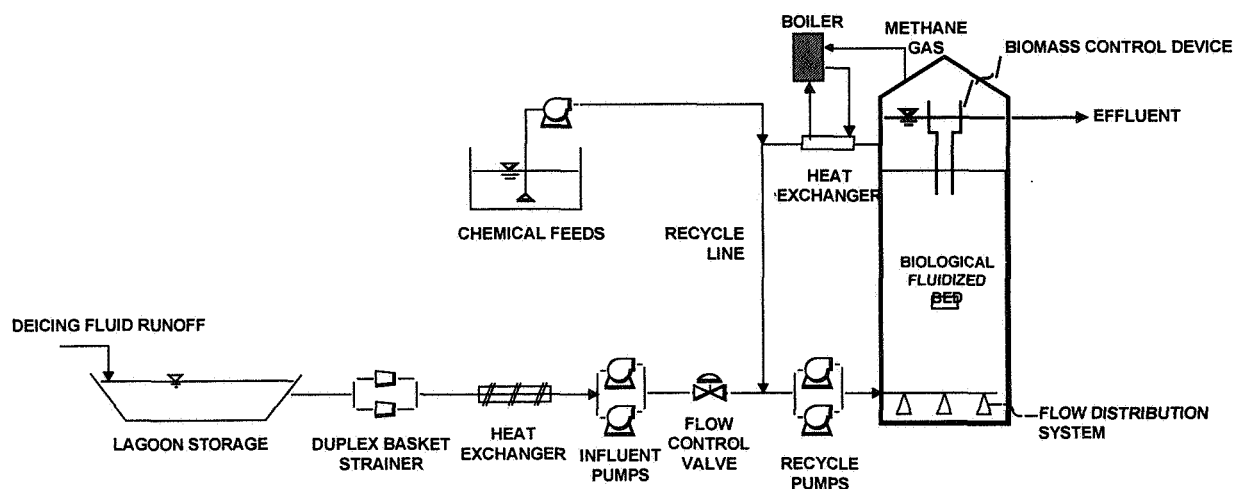 BOILER
METHANE
GAS
BIOMASS CONTROL DEVICE
EFFLUENT
HEAT
EXCHANGER
CHEMICAL FEEDS
RECYCLE
LINE
BIOLOGICAL
FLUIDIZED
BED
DEICING FLUID RUNOFF
LAGOON STORAGE
DUPLEX BASKET
STRAINER
HEAT
EXCHANGER
INFLUENT
PUMPS
FLOW
CONTROL
VALVE
RECYCLE
PUMPS
FLOW DISTRIBUTION
SYSTEM